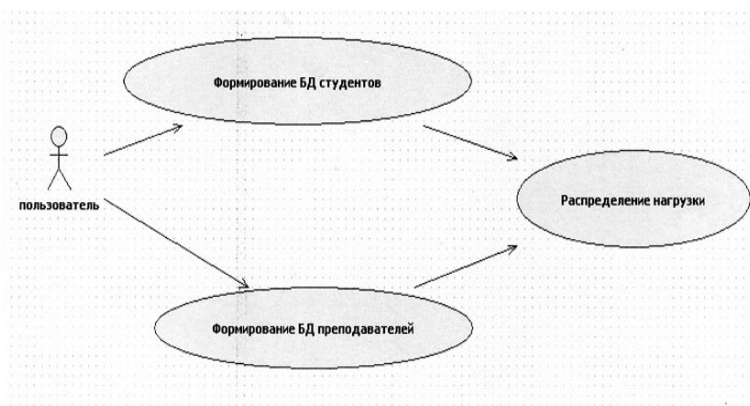 Формирование БД студентов
пользователь
Распределение нагрузки
Формирование БД преподавателей